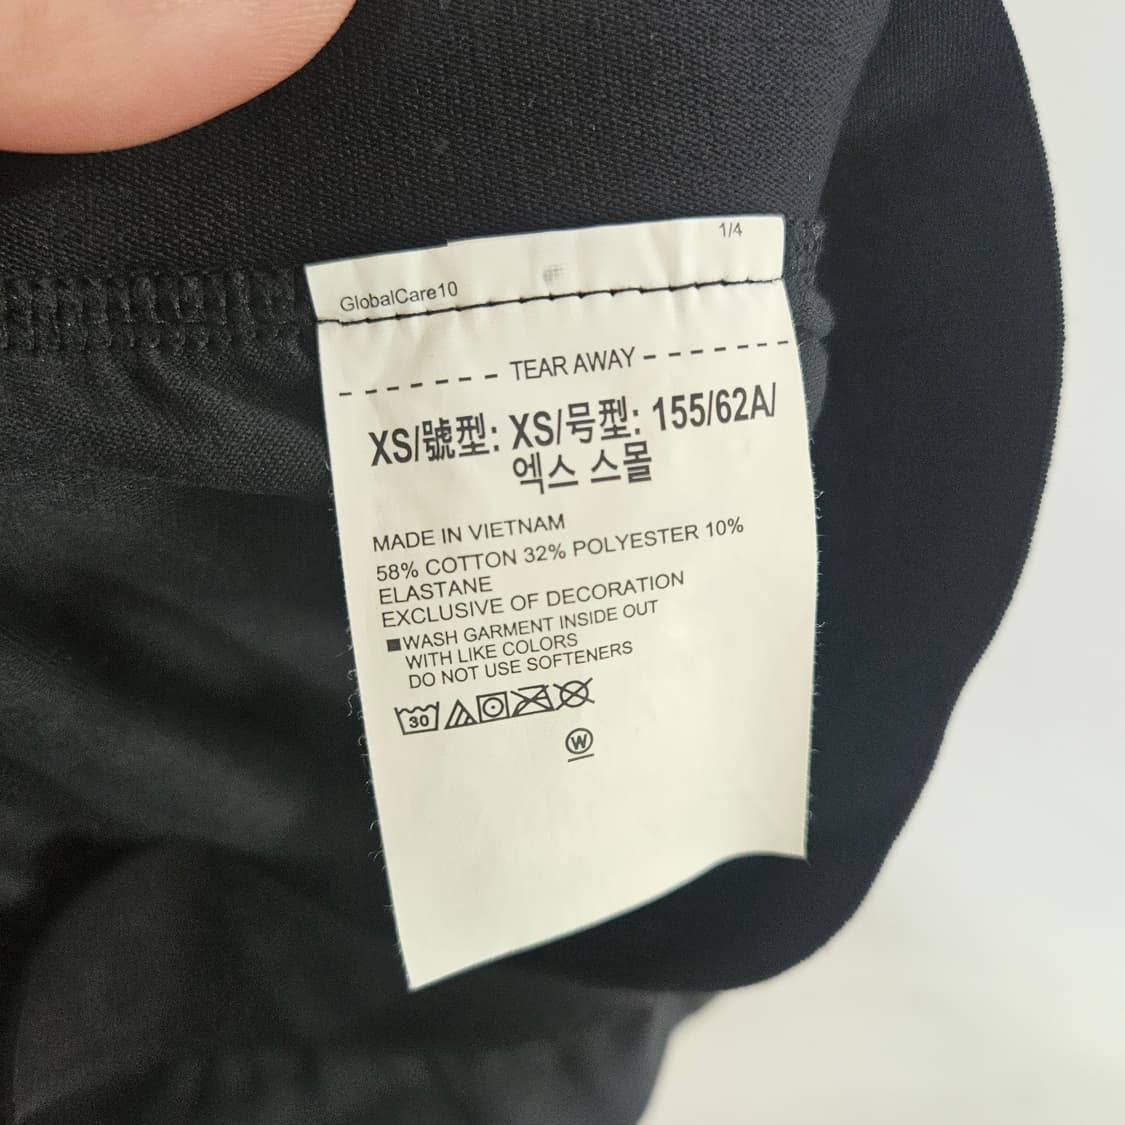 1/4
GlobalCare10
TEAR AWAY
XS/號型: XS/号型: 155/62A/
엑스 스몰
MADE IN VIETNAM
58% COTTON 32% POLYESTER 10%
ELASTANE
EXCLUSIVE OF DECORATION
■WASH GARMENT INSIDE OUT
WITH LIKE COLORS
DO NOT USE SOFTENERS
30
W